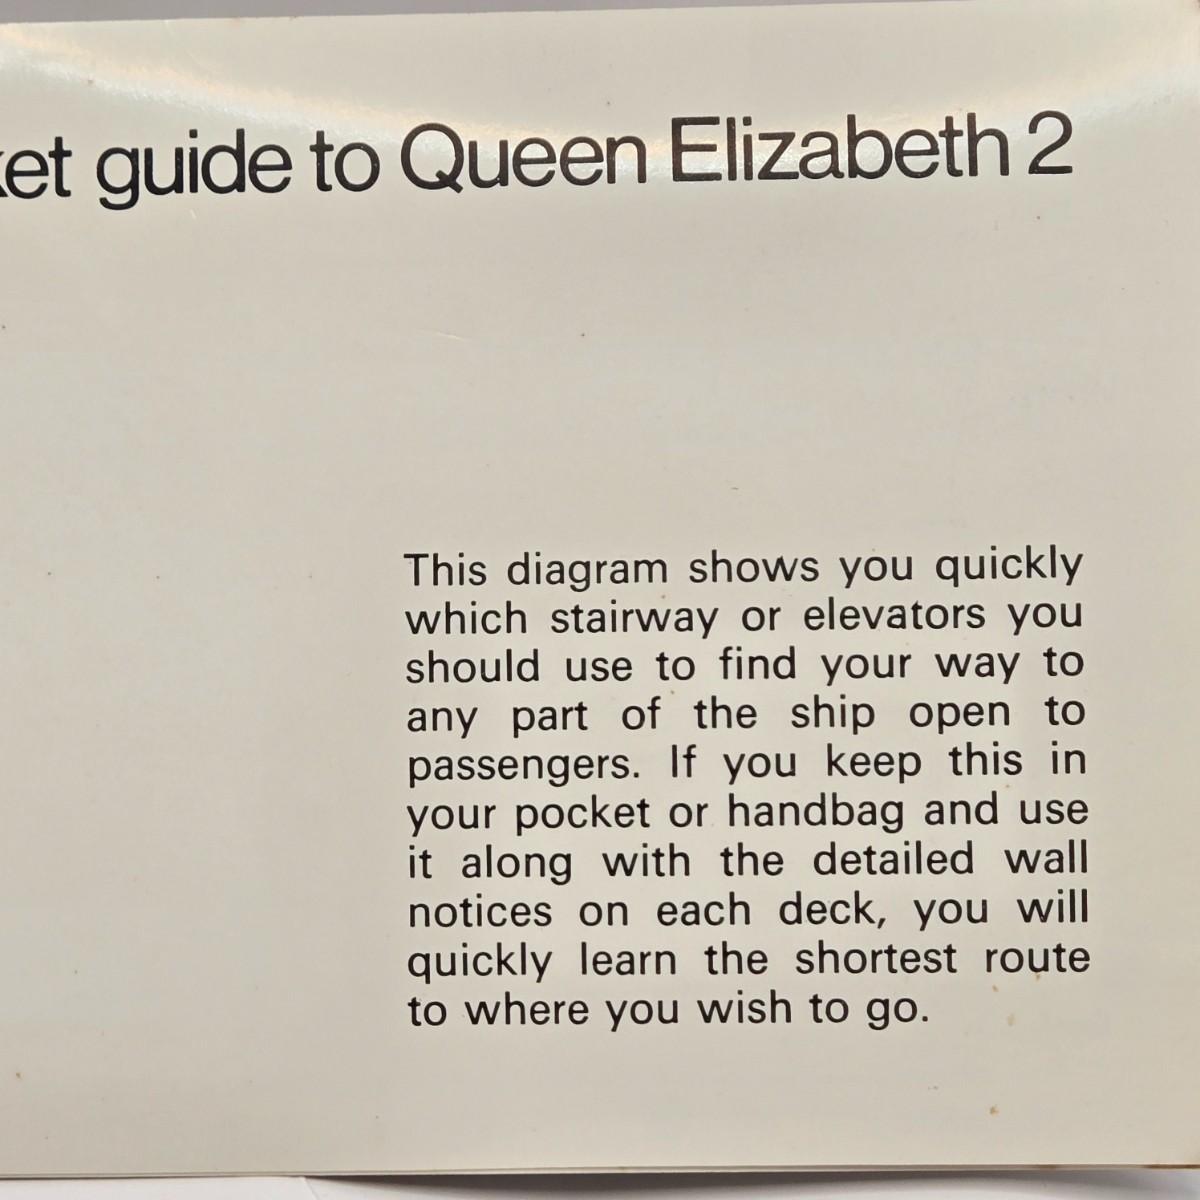 guide to Queen Elizabeth 2
This diagram shows you quickly
which stairway or elevators you
should use to find your way to
any part of the ship open to
passengers. If you keep this in
your pocket or handbag and use
it along with the detailed wall
notices on each deck, you will
quickly learn the shortest route
to where you wish to go.